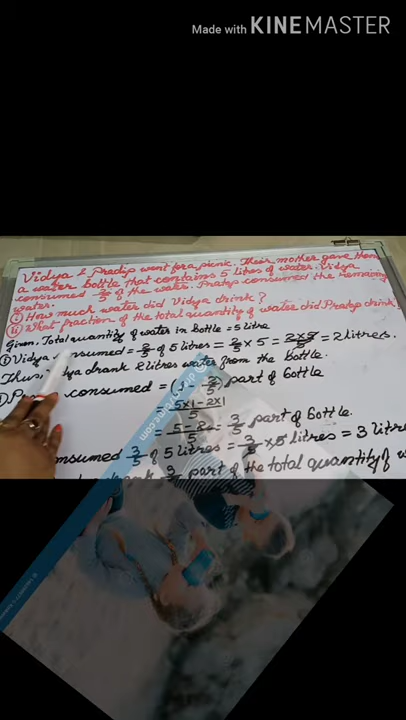 Made with KINEMASTER
Vidya & Pratip went for a picnic. Their mother gave them
a water bottle that contains 5 litres of water. Vidya
consumed 2/5 of the water. Pratip consumed the remaining
water.
(i) How much water did Vidya drink?
(ii) What fraction of the total quantity of water did Pratip drink?
Given, Total quantity of water in bottle = 5 litre
(i) Vidya consumed = 2/5 of 5 litres = 2/5 × 5 = 2×5/5 = 2 litres.
Thus, Vidya drank 2 litres water from the bottle.
consumed = (1 - 2/5) part of bottle
= 5×1-2×1/5
= 5-2/5 = 3/5 part of bottle.
consumed 3/5 of 5 litres = 3/5 × 5 litres = 3 litre
drank 3/5 part of the total quantity of